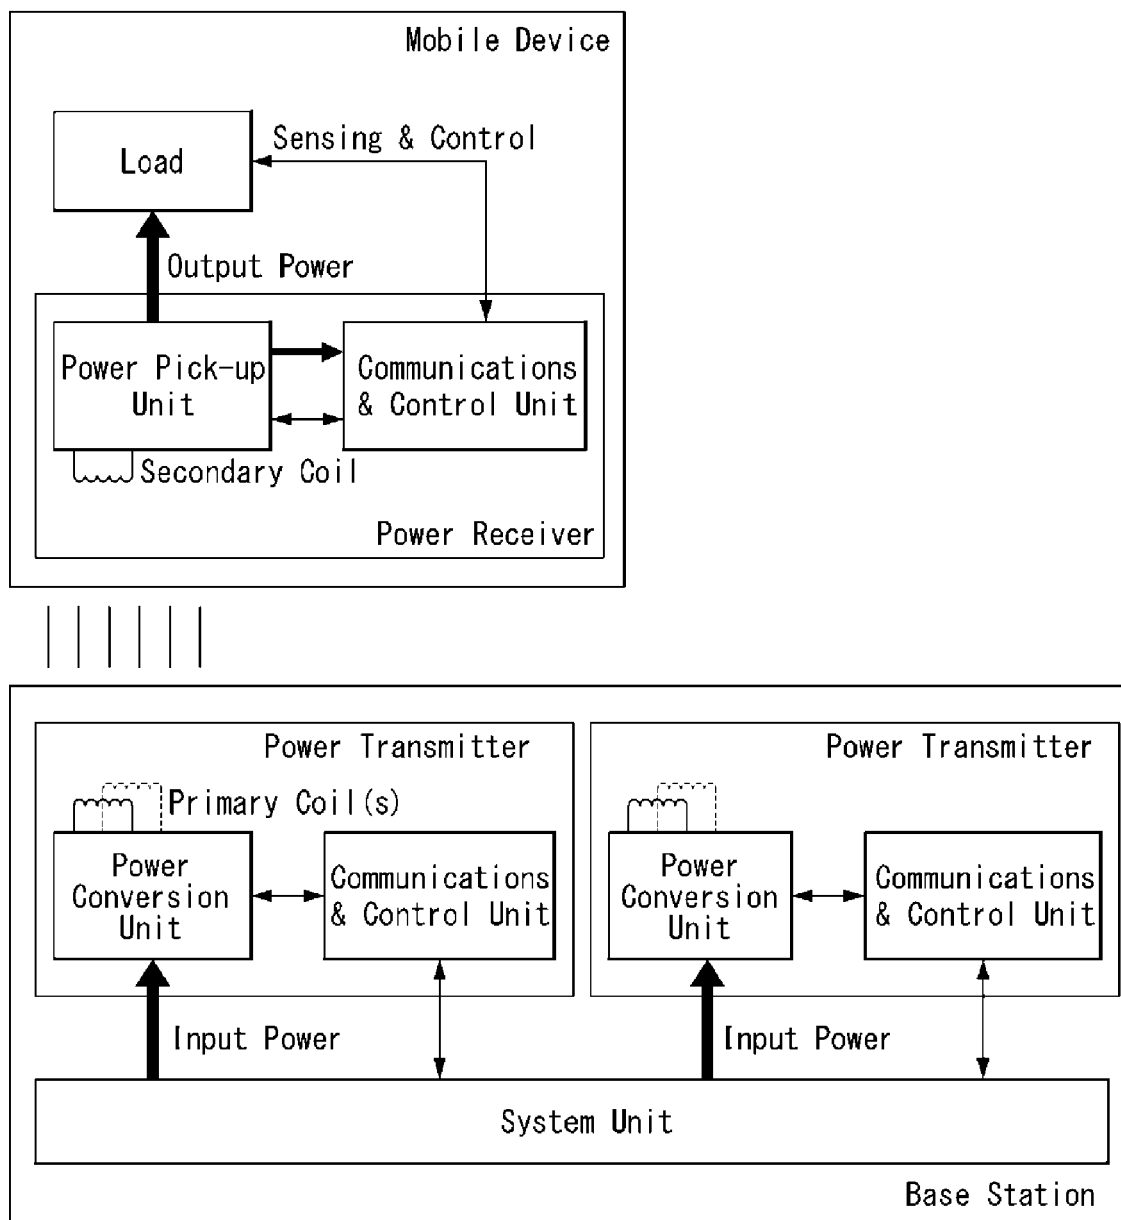 Mobile Device
Load
Sensing & Control
Output Power
Power Pick-up
Unit
Communications
& Control Unit
Secondary Coil
Power Receiver
Power Transmitter
Primary Coil(s)
Power
Conversion
Unit
Communications
& Control Unit
Input Power
Power Transmitter
Power
Conversion
Unit
Communications
& Control Unit
Input Power
System Unit
Base Station